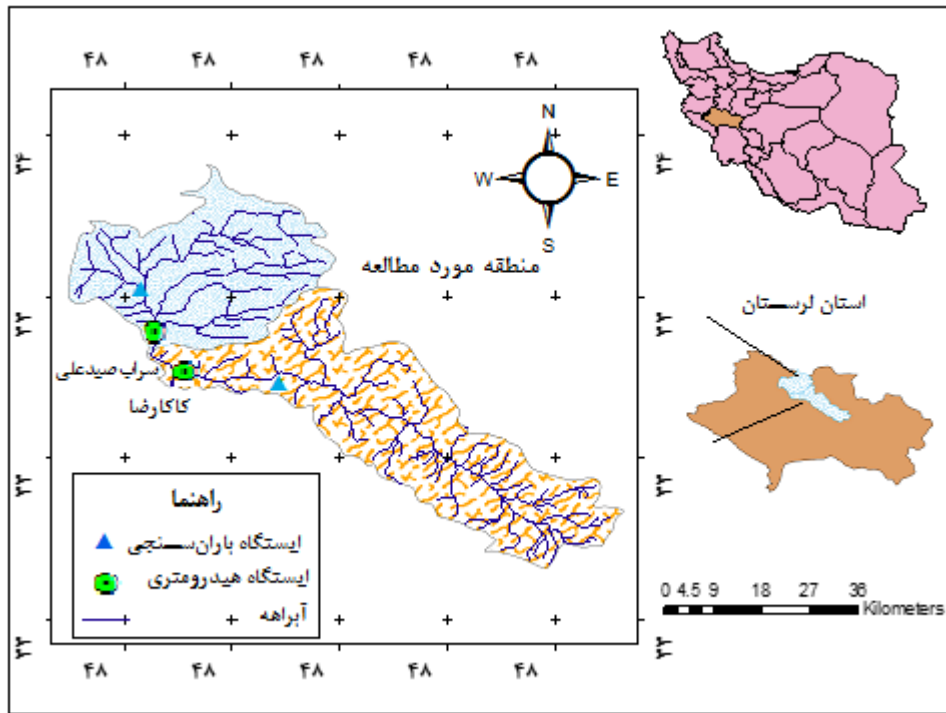 ۴۸ ۴۸ ۴۸ ۴۸ ۴۸
۳۴ ۳۴
N
W E
S
منطقه مورد مطالعه
۳۳ ۳۳
استان لرستان
سراب صیدعلی
کاکارضا
۳۳ ۳۳
راهنما
ایستگاه باران‌سنجی
ایستگاه هیدرومتری
آبراهه
0 4.5 9 18 27 36
Kilometers
۳۳ ۳۳
۴۸ ۴۸ ۴۸ ۴۸ ۴۸